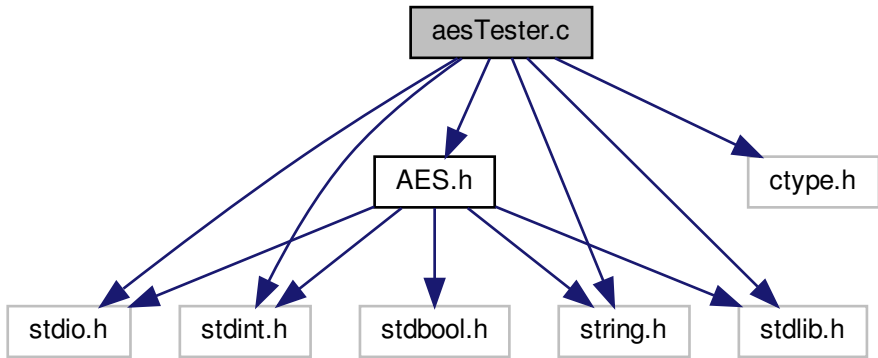 aesTester.c
AES.h
ctype.h
stdio.h
stdint.h
stdbool.h
string.h
stdlib.h